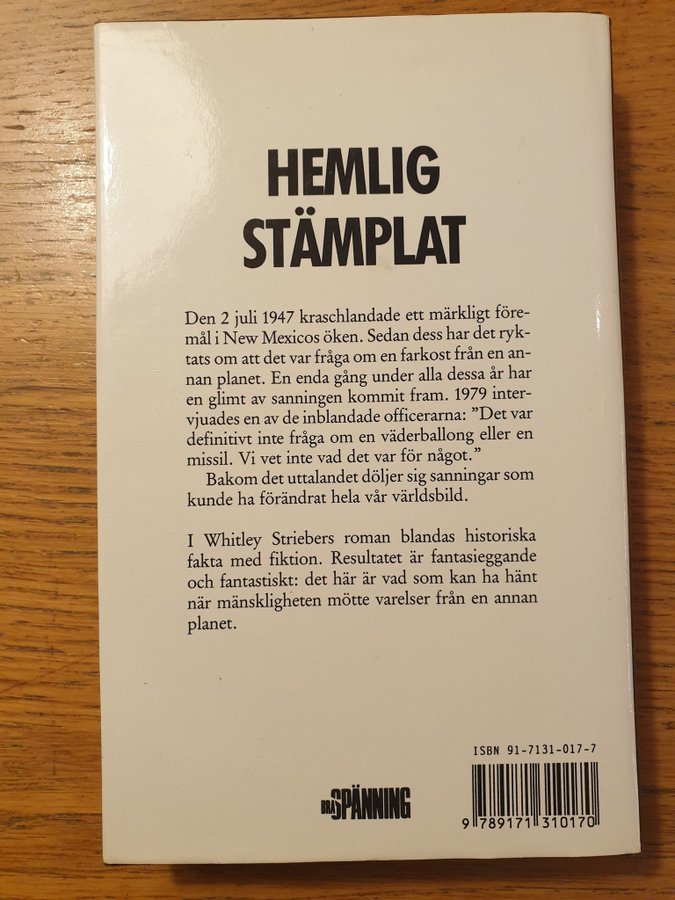 HEMLIG
STÄMPLAT
Den 2 juli 1947 kraschlandade ett märkligt före-
mål i New Mexicos öken. Sedan dess har det ryk-
tats om att det var fråga om en farkost från en an-
nan planet. En enda gång under alla dessa år har
en glimt av sanningen kommit fram. 1979 inter-
vjuades en av de inblandade officerarna: ”Det var
definitivt inte fråga om en väderballong eller en
missil. Vi vet inte vad det var för något.”
Bakom det uttalandet döljer sig sanningar som
kunde ha förändrat hela vår världsbild.
I Whitley Striebers roman blandas historiska
fakta med fiktion. Resultatet är fantasieggande
och fantastiskt: det här är vad som kan ha hänt
när mänskligheten mötte varelser från en annan
planet.
ISBN 91-7131-017-7
BRA SPÄNNING
9 789171 310170